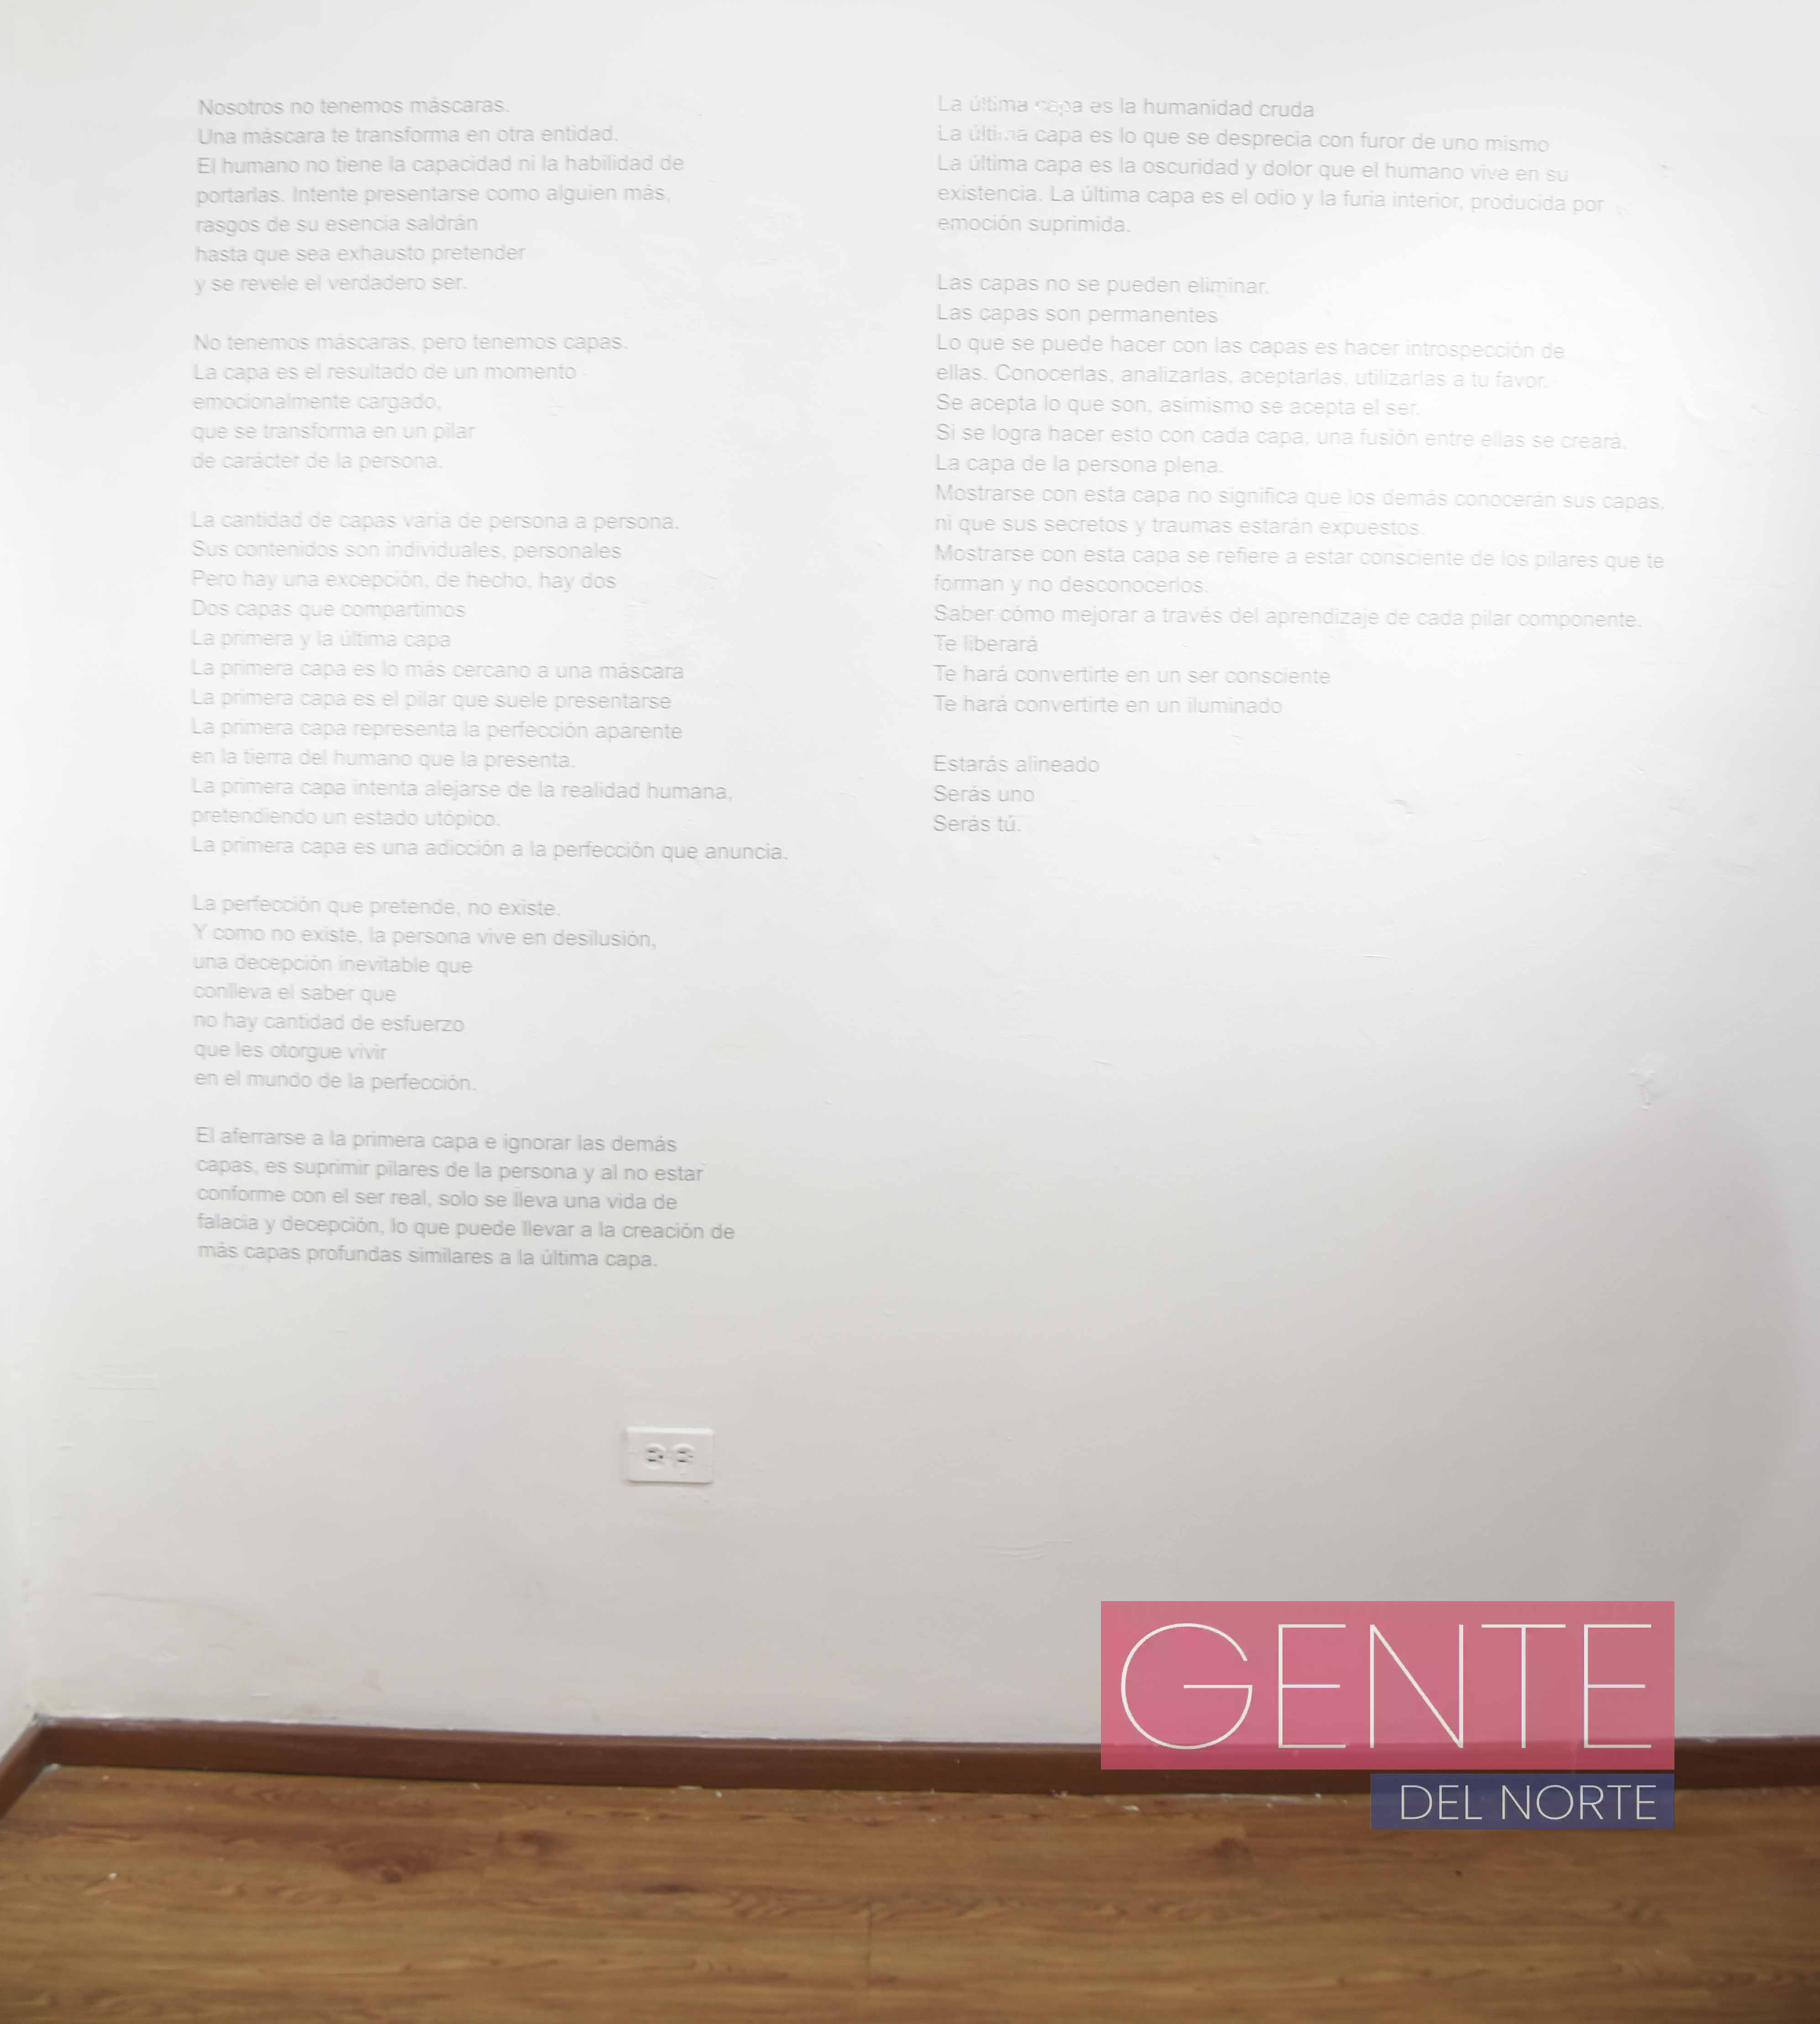 Nosotros no tenemos máscaras.
Una máscara te transforma en otra entidad.
El humano no tiene la capacidad ni la habilidad de
portarlas. Intente presentarse como alguien más,
rasgos de su esencia saldrán
hasta que sea exhausto pretender
y se revele el verdadero ser.
No tenemos máscaras, pero tenemos capas.
La capa es el resultado de un momento
emocionalmente cargado,
que se transforma en un pilar
de carácter de la persona.
La cantidad de capas varía de persona a persona.
Sus contenidos son individuales, personales
Pero hay una excepción, de hecho, hay dos
Dos capas que compartimos
La primera y la última capa
La primera capa es lo más cercano a una máscara
La primera capa es el pilar que suele presentarse
La primera capa representa la perfección aparente
en la tierra del humano que la presenta.
La primera capa intenta alejarse de la realidad humana,
pretendiendo un estado utópico.
La primera capa es una adicción a la perfección que anuncia.
La perfección que pretende, no existe.
Y como no existe, la persona vive en desilusión,
una decepción inevitable que
conlleva el saber que
no hay cantidad de esfuerzo
que les otorgue vivir
en el mundo de la perfección.
El aferrarse a la primera capa e ignorar las demás
capas, es suprimir pilares de la persona y al no estar
conforme con el ser real, solo se lleva una vida de
falacia y decepción, lo que puede llevar a la creación de
más capas profundas similares a la última capa.
La última capa es la humanidad cruda
La última capa es lo que se desprecia con furor de uno mismo
La última capa es la oscuridad y dolor que el humano vive en su
existencia. La última capa es el odio y la furia interior, producida por
emoción suprimida.
Las capas no se pueden eliminar.
Las capas son permanentes
Lo que se puede hacer con las capas es hacer introspección de
ellas. Conocerlas, analizarlas, aceptarlas, utilizarlas a tu favor.
Se acepta lo que son, asimismo se acepta el ser.
Si se logra hacer esto con cada capa, una fusión entre ellas se creará.
La capa de la persona plena.
Mostrarse con esta capa no significa que los demás conocerán sus capas,
ni que sus secretos y traumas estarán expuestos.
Mostrarse con esta capa se refiere a estar consciente de los pilares que te
forman y no desconocerlos.
Saber cómo mejorar a través del aprendizaje de cada pilar componente.
Te liberará
Te hará convertirte en un ser consciente
Te hará convertirte en un iluminado
Estarás alineado
Serás uno
Serás tú.
GENTE
DEL NORTE